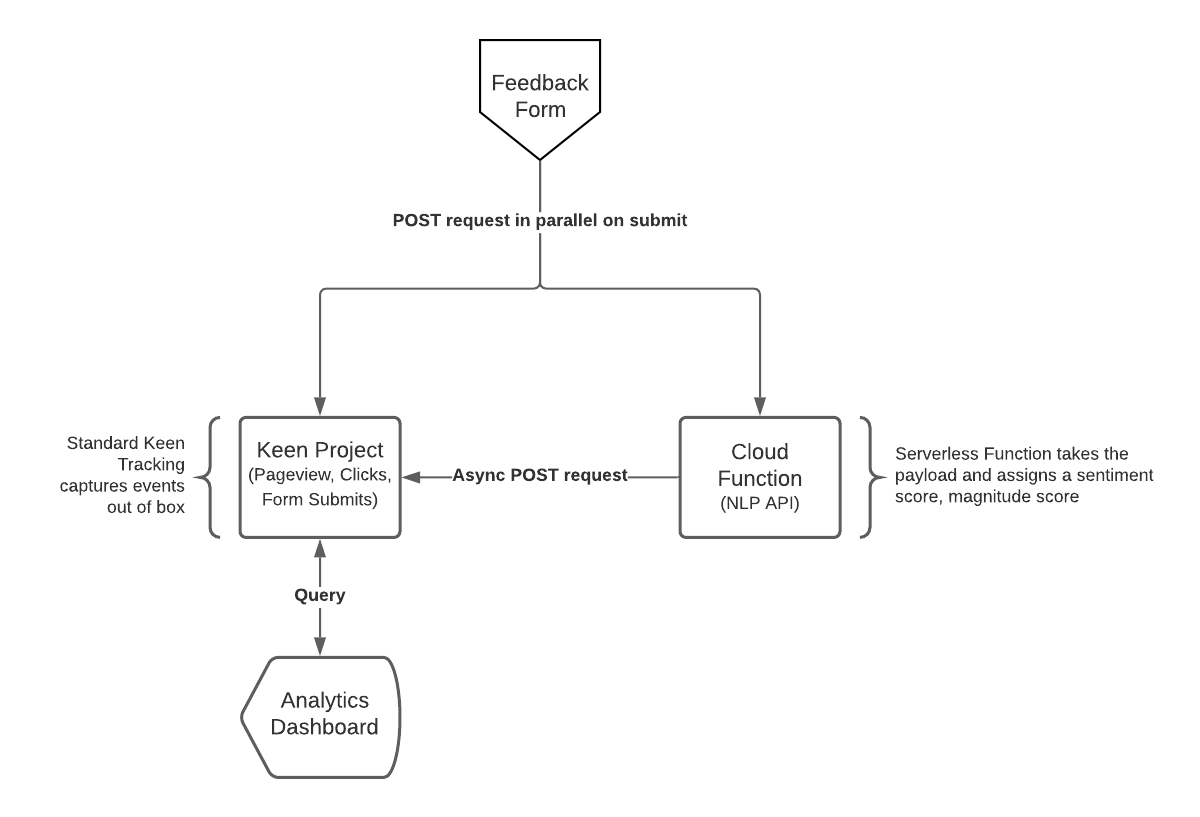 Feedback
Form
POST request in parallel on submit
Standard Keen
Tracking
captures events
out of box
Keen Project
(Pageview, Clicks,
Form Submits)
Async POST request
Cloud
Function
(NLP API)
Serverless Function takes the
payload and assigns a sentiment
score, magnitude score
Query
Analytics
Dashboard